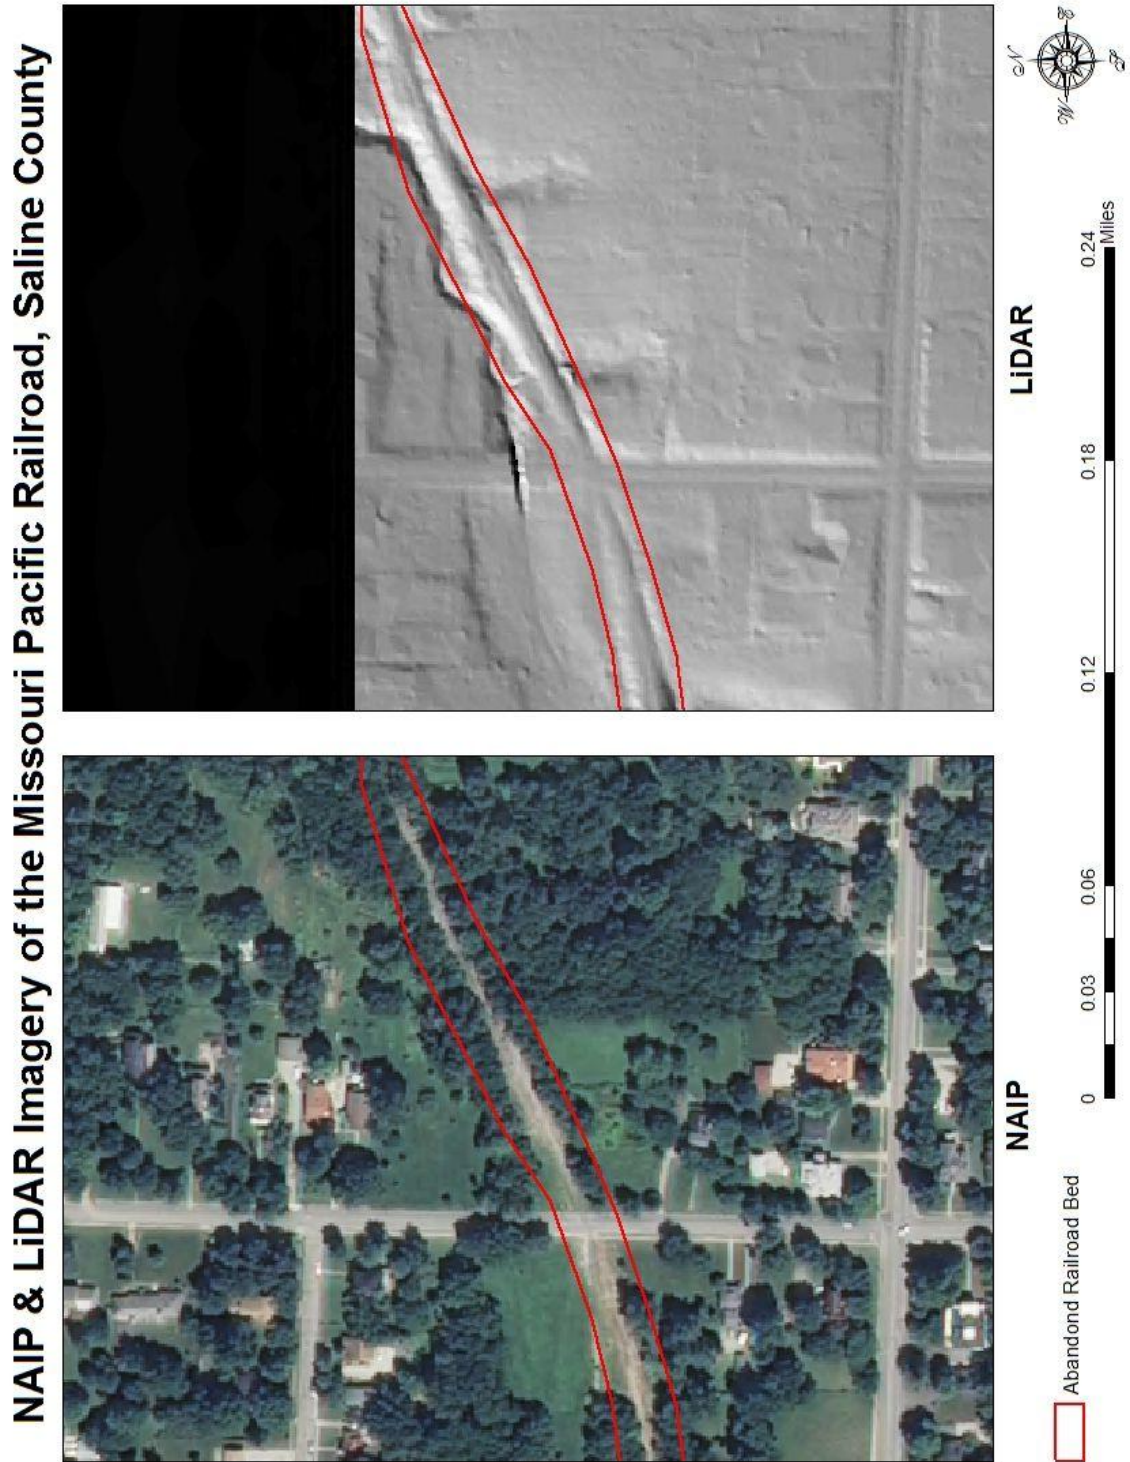 NAIP & LiDAR Imagery of the Missouri Pacific Railroad, Saline County
NAIP
LiDAR
Abandond Railroad Bed
0 0.03 0.06 0.12 0.18 0.24
Miles
N
W E
S